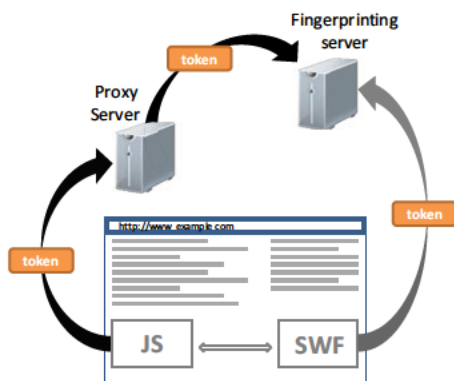 Fingerprinting
server
token
Proxy
Server
token
token
http://www.example.com
JS
SWF